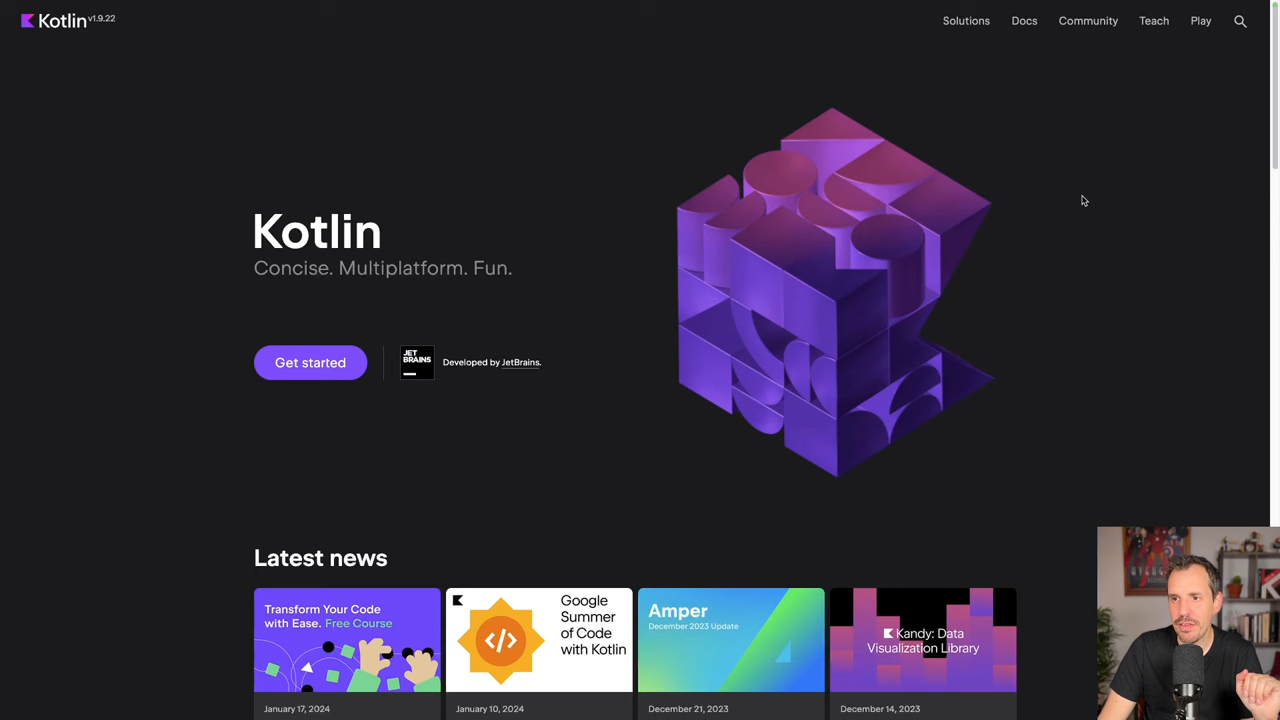 Kotlin v1.9.22
Solutions
Docs
Community
Teach
Play
Kotlin
Concise. Multiplatform. Fun.
Get started
JET
BRAINS
Developed by JetBrains.
Latest news
Transform Your Code
with Ease. Free Course
Google
Summer
of Code
with Kotlin
Amper
December 2023 Update
Kandy: Data
Visualization Library
January 17, 2024
January 10, 2024
December 21, 2023
December 14, 2023